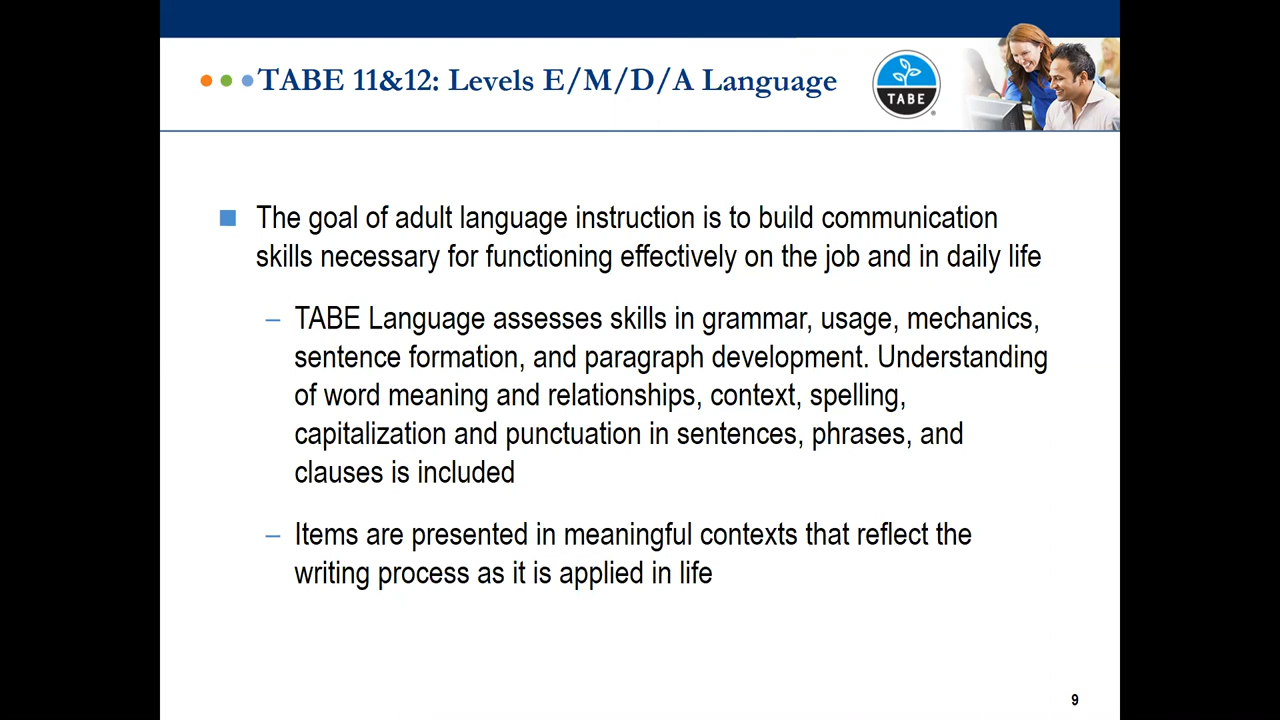 TABE 11&12: Levels E/M/D/A Language
TABE
The goal of adult language instruction is to build communication
skills necessary for functioning effectively on the job and in daily life
– TABE Language assesses skills in grammar, usage, mechanics,
sentence formation, and paragraph development. Understanding
of word meaning and relationships, context, spelling,
capitalization and punctuation in sentences, phrases, and
clauses is included
– Items are presented in meaningful contexts that reflect the
writing process as it is applied in life
9